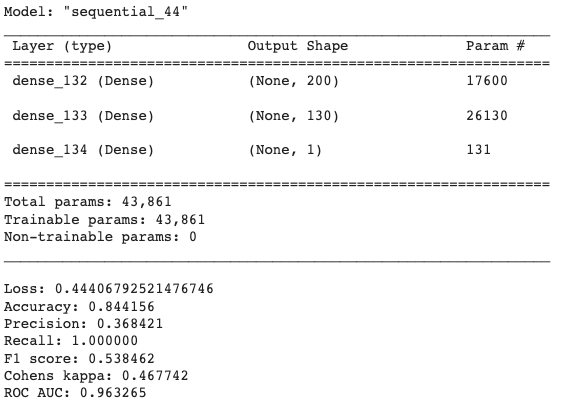 Model: "sequential_44"
Layer (type) Output Shape Param #
dense_132 (Dense) (None, 200) 17600
dense_133 (Dense) (None, 130) 26130
dense_134 (Dense) (None, 1) 131
Total params: 43,861
Trainable params: 43,861
Non-trainable params: 0
Loss: 0.44406792521476746
Accuracy: 0.844156
Precision: 0.368421
Recall: 1.000000
F1 score: 0.538462
Cohens kappa: 0.467742
ROC AUC: 0.963265